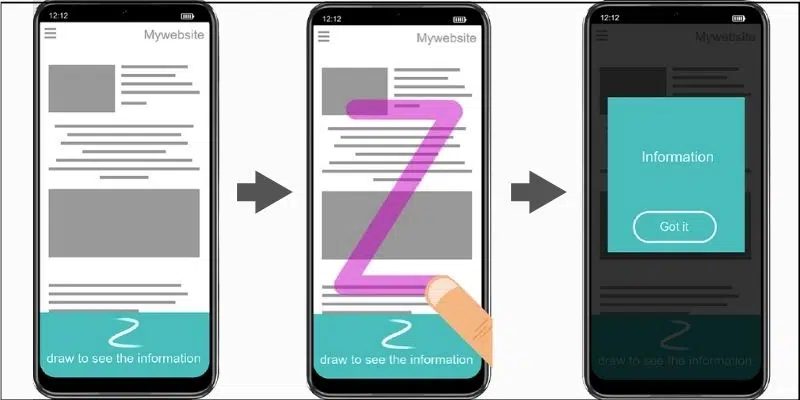 12:12
Mywebsite
draw to see the information
12:12
Mywebsite
draw to see the information
12:12
Mywebsite
Information
Got it
draw to see the information